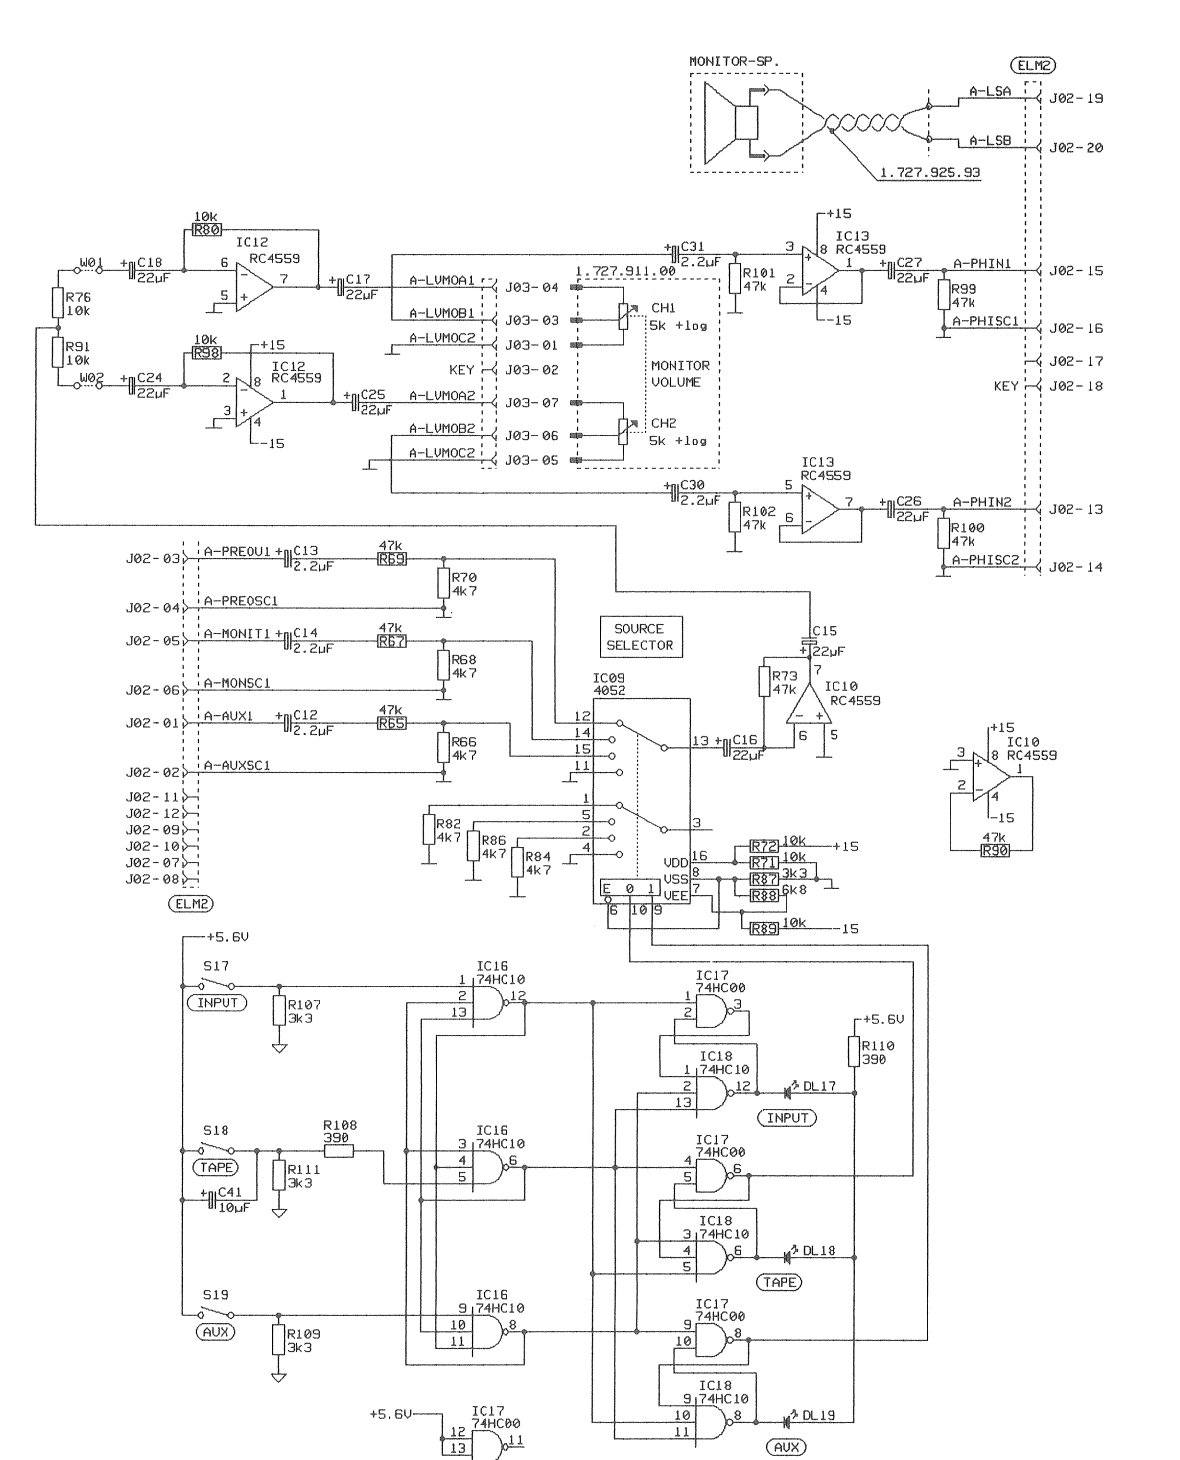 MONITOR-SP.
ELM2
A-LSA
J02-19
A-LSB
J02-20
1.727.925.93
10k
R80
IC12
RC4559
W01
+
C18
22µF
6
5
7
+
C17
22µF
R76
10k
R91
10k
10k
R98
+15
IC12
RC4559
W02
+
C24
22µF
2
8
3
1
4
-15
+
C25
22µF
A-LVMOA1
J03-04
A-LVMOB1
J03-03
A-LVMOC2
J03-01
KEY
J03-02
A-LVMOA2
J03-07
A-LVMOB2
J03-06
A-LVMOC2
J03-05
1.727.911.00
CH1
5k +log
MONITOR
VOLUME
CH2
5k +log
+
C31
2.2µF
R101
47k
+15
IC13
RC4559
3
8
1
2
4
-15
+
C27
22µF
A-PHIN1
J02-15
R99
47k
A-PHISC1
J02-16
J02-17
KEY
J02-18
+
C30
2.2µF
R102
47k
IC13
RC4559
5
7
6
+
C26
22µF
A-PHIN2
J02-13
R100
47k
A-PHISC2
J02-14
J02-03
A-PREOU1
+
C13
2.2µF
47k
R69
R70
4k7
J02-04
A-PREOSC1
J02-05
A-MONIT1
+
C14
2.2µF
47k
R67
R68
4k7
J02-06
A-MONSC1
J02-01
A-AUX1
+
C12
2.2µF
47k
R65
R66
4k7
J02-02
A-AUXSC1
J02-11
J02-12
J02-09
J02-10
J02-07
J02-08
ELM2
SOURCE
SELECTOR
IC09
4052
12
14
15
11
1
5
2
4
13
3
R82
4k7
R86
4k7
R84
4k7
VDD
16
VSS
8
VEE
7
E 0 1
6
10
9
+
C16
22µF
R73
47k
C15
+
22µF
7
IC10
RC4559
6
5
R72
10k
+15
R71
10k
R87
3k3
R88
6k8
R89
10k
-15
+15
IC10
RC4559
3
8
1
2
4
-15
47k
R90
+5.6V
S17
INPUT
R107
3k3
IC16
74HC10
1
2
13
12
IC17
74HC00
1
2
3
+5.6V
R110
390
IC18
74HC10
1
2
13
12
DL17
INPUT
S18
TAPE
R108
390
R111
3k3
+
C41
10µF
IC16
74HC10
3
4
5
6
IC17
74HC00
4
5
6
IC18
74HC10
3
4
5
6
DL18
TAPE
S19
AUX
R109
3k3
IC16
74HC10
9
10
11
8
IC17
74HC00
9
10
8
IC18
74HC10
9
10
11
8
DL19
AUX
+5.6V
IC17
74HC00
12
13
11